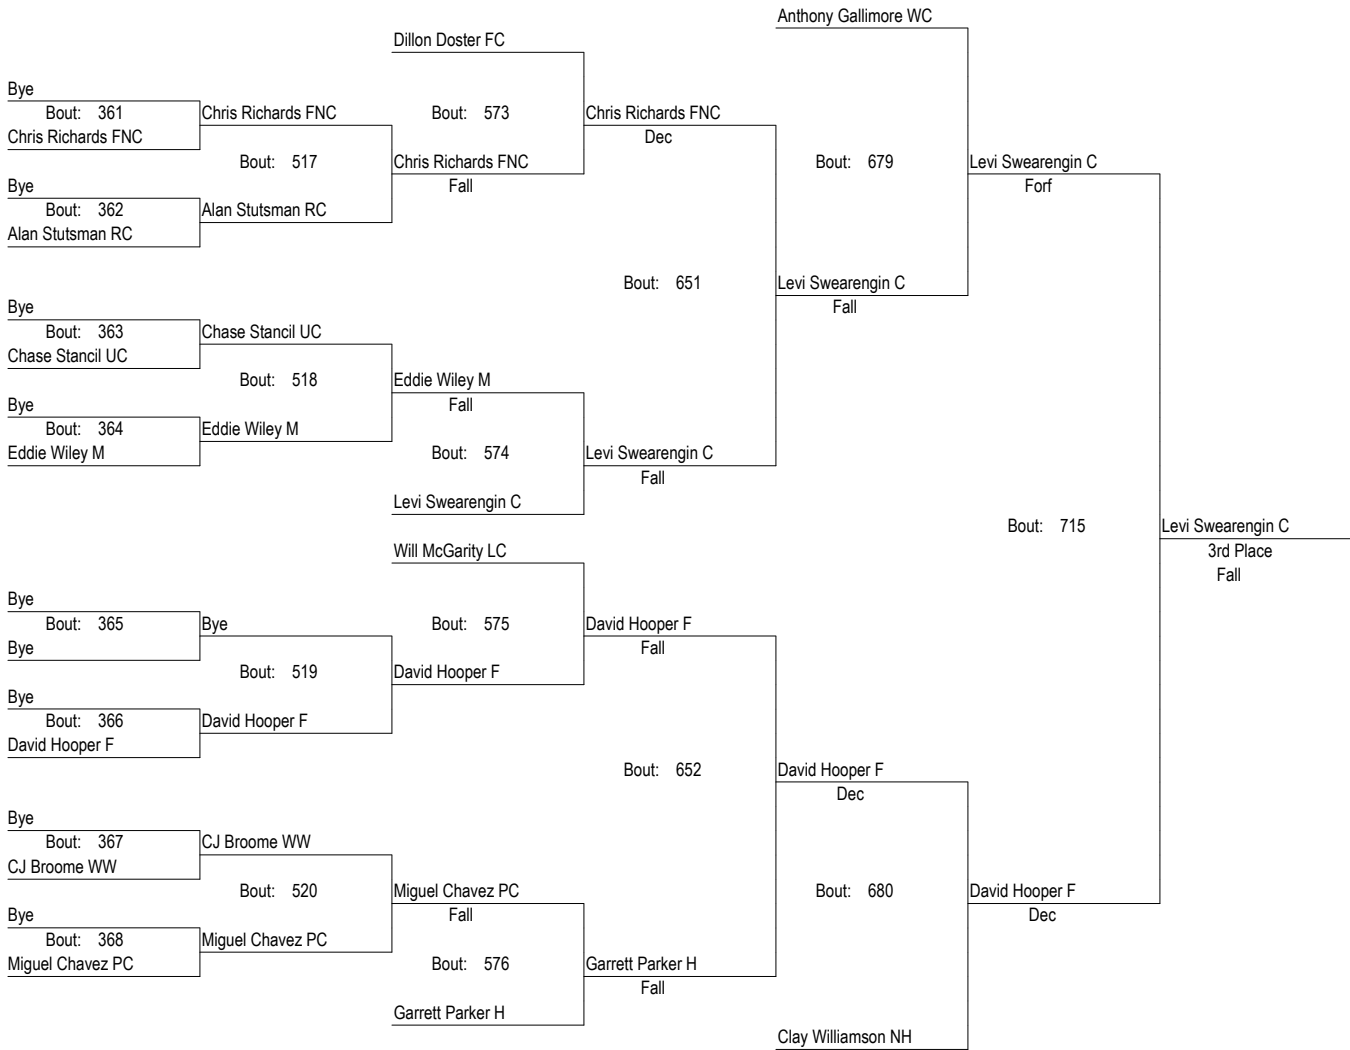 Anthony Gallimore WC
Dillon Doster FC
Bye
Bout: 361
Chris Richards FNC
Chris Richards FNC
Bout: 573
Chris Richards FNC
Dec
Bout: 517
Chris Richards FNC
Fall
Bout: 679
Levi Swearengin C
Forf
Bye
Bout: 362
Alan Stutsman RC
Alan Stutsman RC
Bout: 651
Levi Swearengin C
Fall
Bye
Bout: 363
Chase Stancil UC
Chase Stancil UC
Bout: 518
Eddie Wiley M
Fall
Bye
Bout: 364
Eddie Wiley M
Eddie Wiley M
Bout: 574
Levi Swearengin C
Fall
Levi Swearengin C
Bout: 715
Levi Swearengin C
3rd Place
Fall
Will McGarity LC
Bye
Bout: 365
Bye
Bye
Bout: 575
David Hooper F
Fall
Bout: 519
David Hooper F
Bye
Bout: 366
David Hooper F
David Hooper F
Bout: 652
David Hooper F
Dec
Bye
Bout: 367
CJ Broome WW
CJ Broome WW
Bout: 520
Miguel Chavez PC
Fall
Bout: 680
David Hooper F
Dec
Bye
Bout: 368
Miguel Chavez PC
Miguel Chavez PC
Bout: 576
Garrett Parker H
Fall
Garrett Parker H
Clay Williamson NH